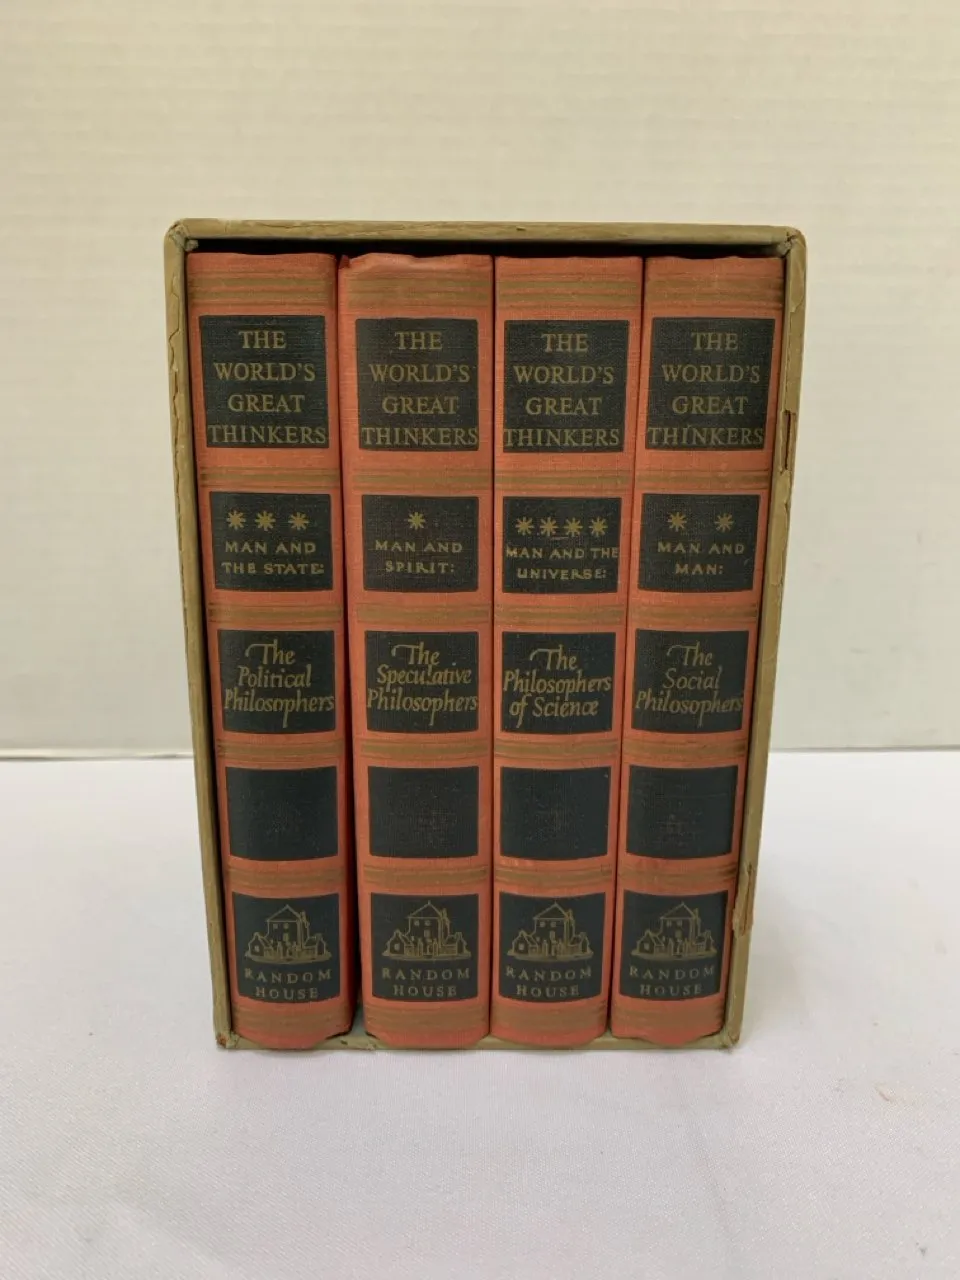 THE
WORLD'S
GREAT
THINKERS
MAN AND
THE STATE:
The
Political
Philosophers
RANDOM
HOUSE
THE
WORLD'S
GREAT
THINKERS
MAN AND
SPIRIT:
The
Speculative
Philosophers
RANDOM
HOUSE
THE
WORLD'S
GREAT
THINKERS
MAN AND THE
UNIVERSE:
The
Philosophers
of Science
RANDOM
HOUSE
THE
WORLD'S
GREAT
THINKERS
MAN AND
MAN:
The
Social
Philosophers
RANDOM
HOUSE